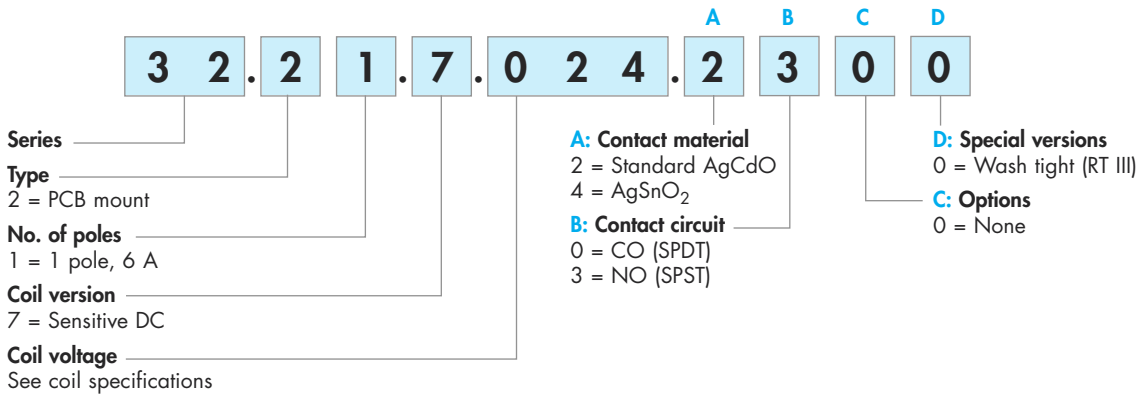 A B C D
3 2 . 2 1 . 7 . 0 2 4 . 2 3 0 0
Series
Type
2 = PCB mount
No. of poles
1 = 1 pole, 6 A
Coil version
7 = Sensitive DC
Coil voltage
See coil specifications
A: Contact material
2 = Standard AgCdO
4 = AgSnO₂
B: Contact circuit
0 = CO (SPDT)
3 = NO (SPST)
D: Special versions
0 = Wash tight (RT III)
C: Options
0 = None